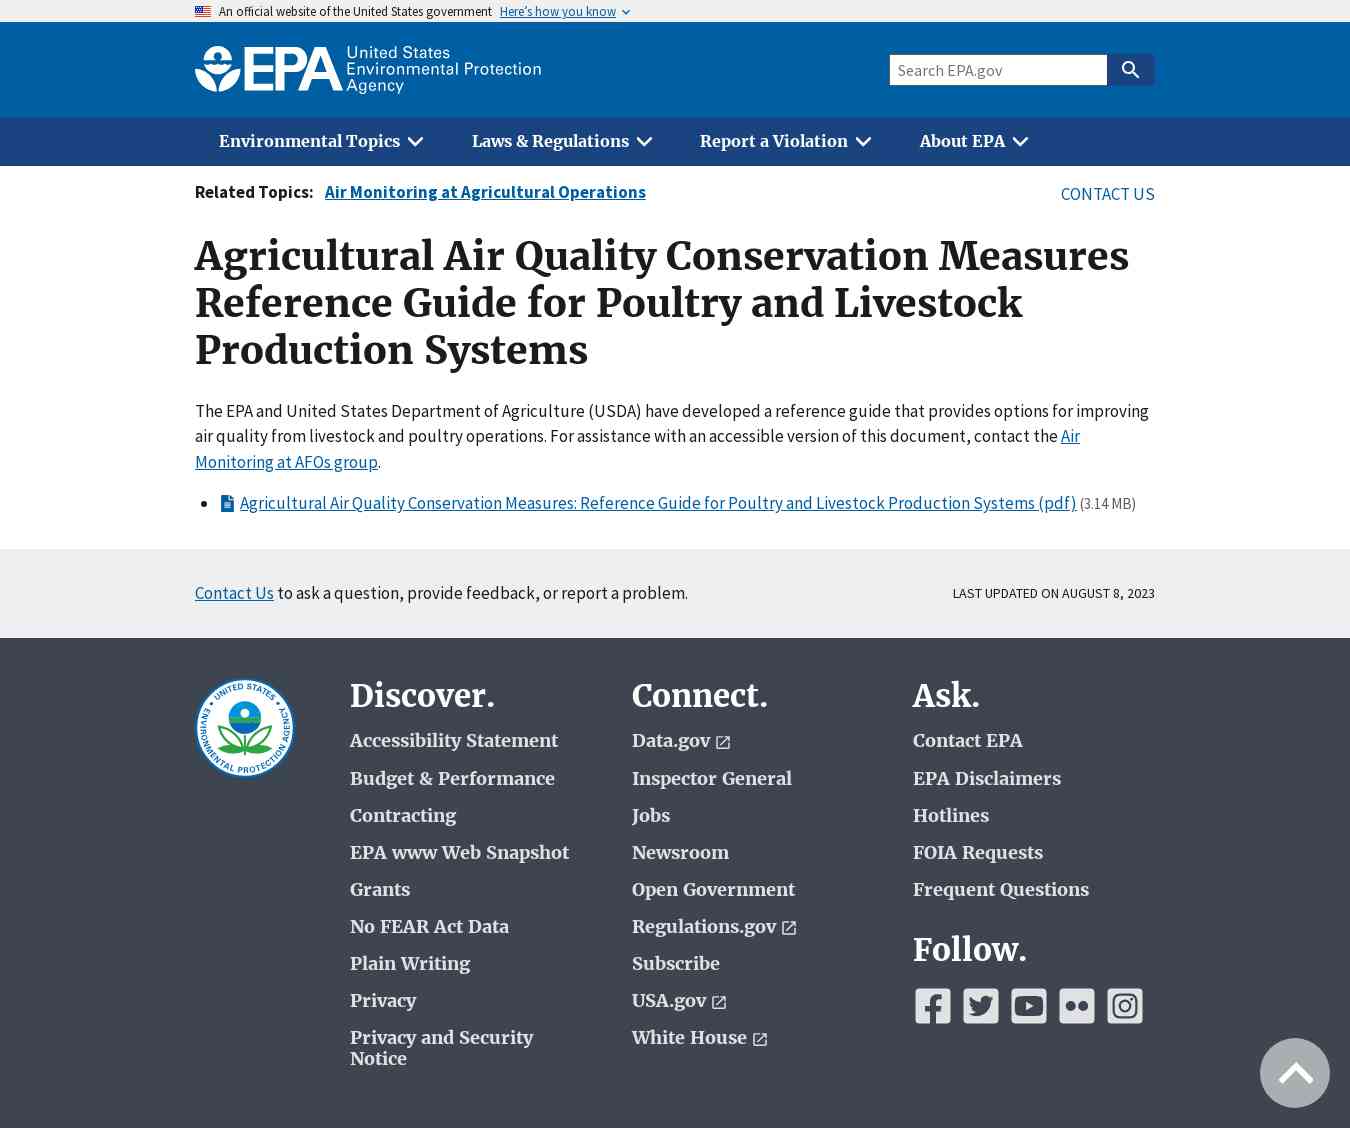 An official website of the United States government Here's how you know
EPA United States
Environmental Protection
Agency
Search EPA.gov
Environmental Topics Laws & Regulations Report a Violation About EPA
Related Topics: Air Monitoring at Agricultural Operations
CONTACT US
Agricultural Air Quality Conservation Measures
Reference Guide for Poultry and Livestock
Production Systems
The EPA and United States Department of Agriculture (USDA) have developed a reference guide that provides options for improving
air quality from livestock and poultry operations. For assistance with an accessible version of this document, contact the Air
Monitoring at AFOs group.
Agricultural Air Quality Conservation Measures: Reference Guide for Poultry and Livestock Production Systems (pdf) (3.14 MB)
Contact Us to ask a question, provide feedback, or report a problem.
LAST UPDATED ON AUGUST 8, 2023
UNITED STATES
ENVIRONMENTAL PROTECTION AGENCY
Discover.
Accessibility Statement
Budget & Performance
Contracting
EPA www Web Snapshot
Grants
No FEAR Act Data
Plain Writing
Privacy
Privacy and Security
Notice
Connect.
Data.gov
Inspector General
Jobs
Newsroom
Open Government
Regulations.gov
Subscribe
USA.gov
White House
Ask.
Contact EPA
EPA Disclaimers
Hotlines
FOIA Requests
Frequent Questions
Follow.